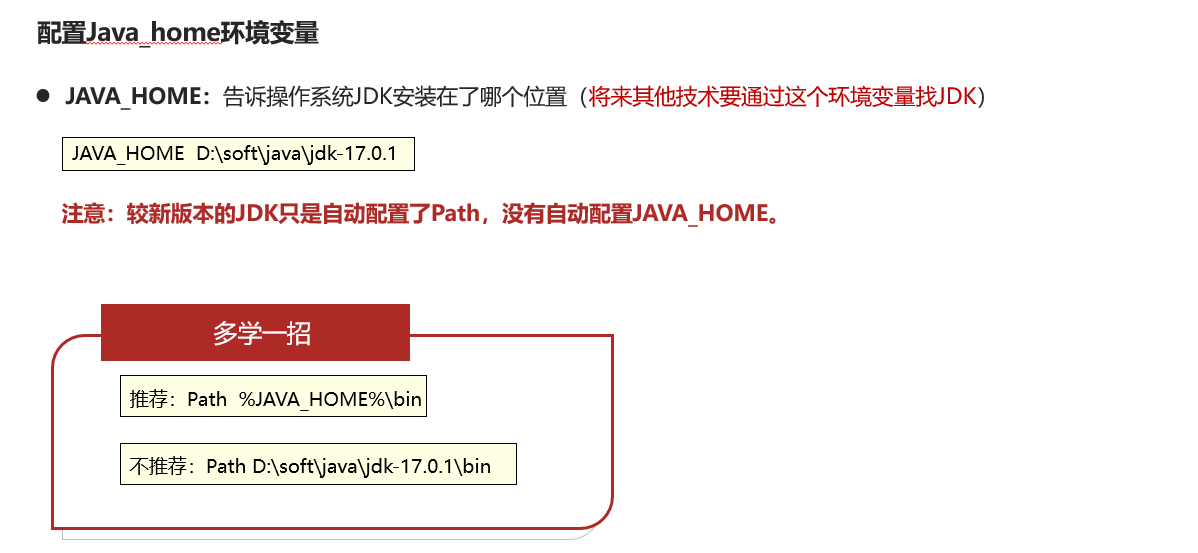 配置Java_home环境变量
● JAVA_HOME：告诉操作系统JDK安装在了哪个位置（将来其他技术要通过这个环境变量找JDK）
JAVA_HOME  D:\soft\java\jdk-17.0.1
注意：较新版本的JDK只是自动配置了Path，没有自动配置JAVA_HOME。
多学一招
推荐：Path  %JAVA_HOME%\bin
不推荐：Path D:\soft\java\jdk-17.0.1\bin